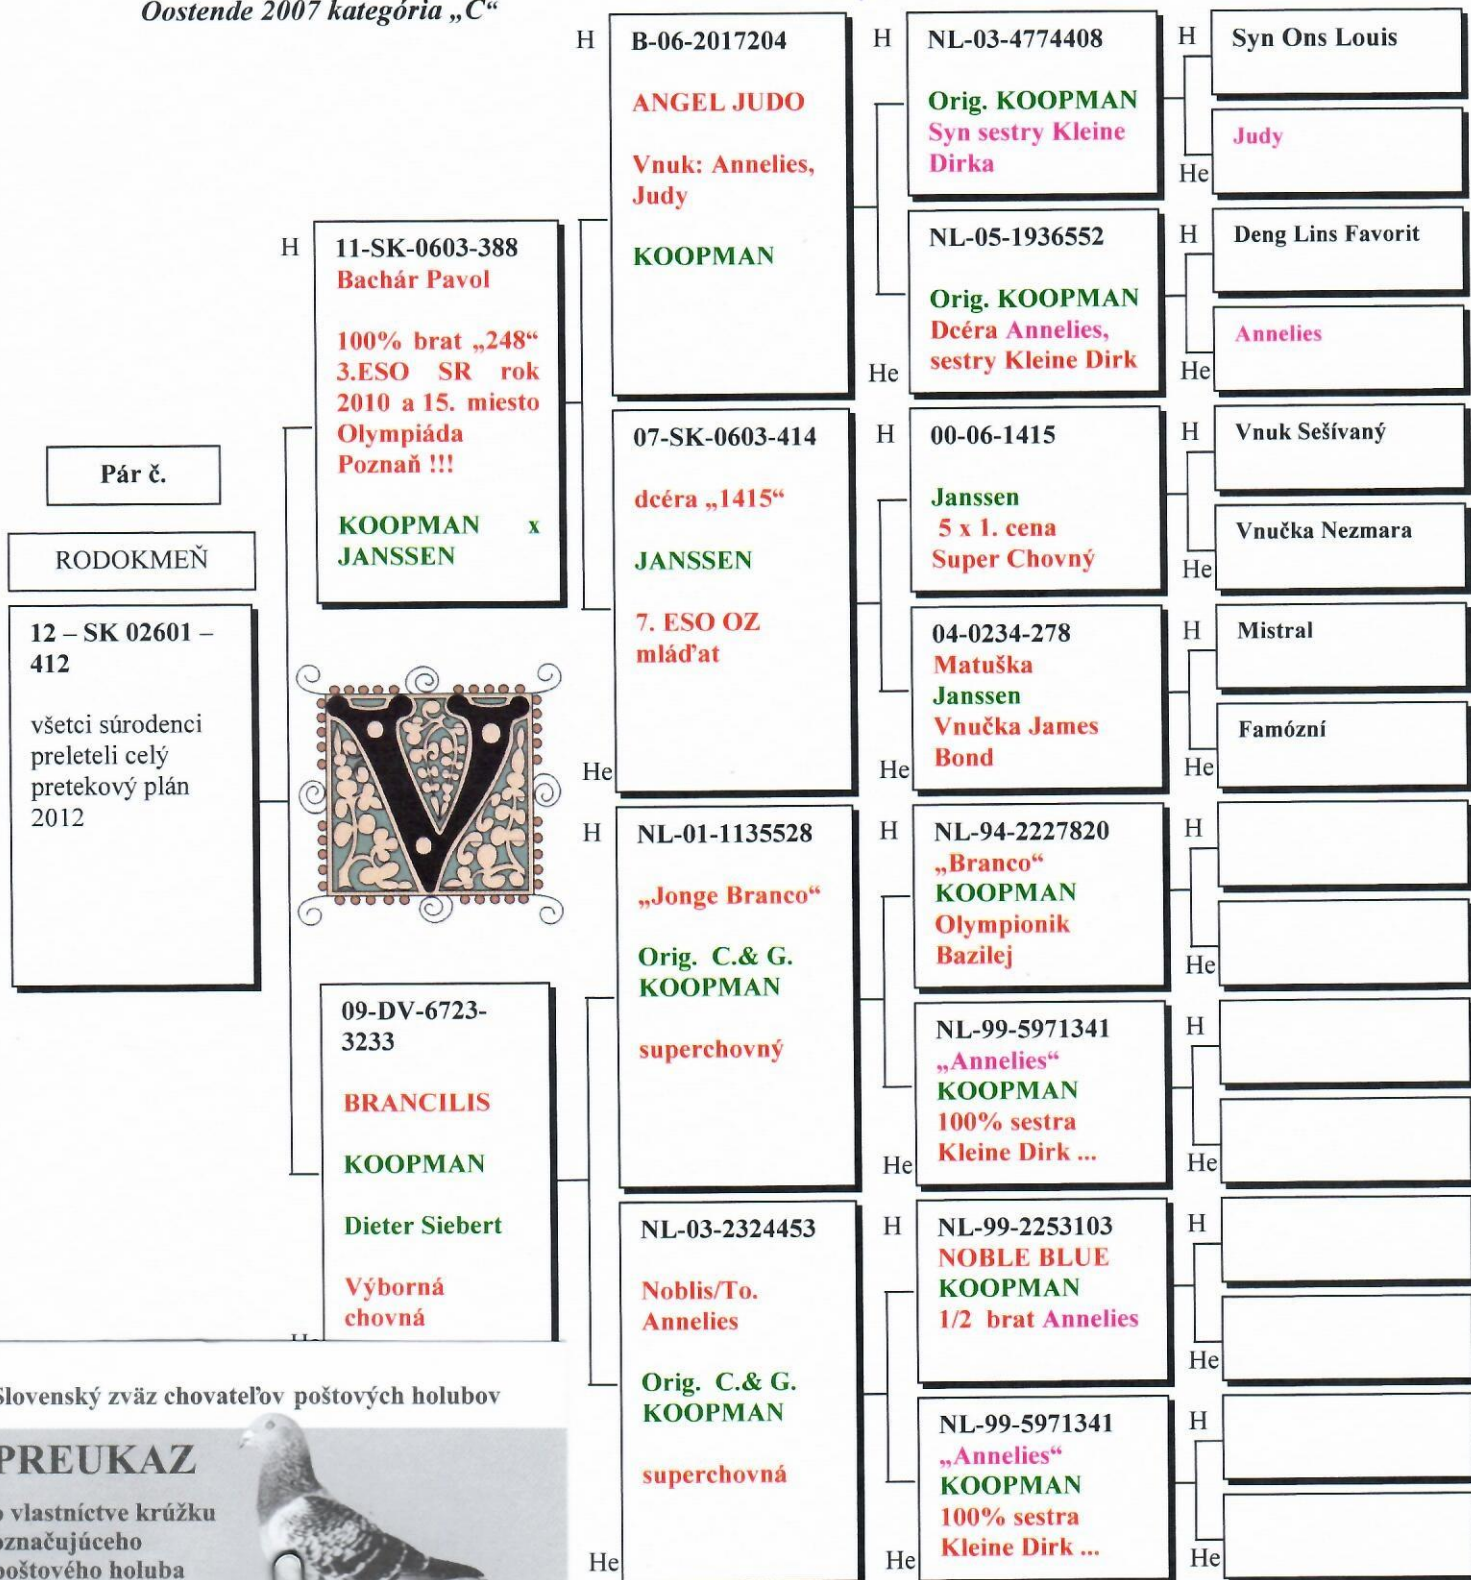 Oostende 2007 kategória „C“
Pár č.
RODOKMEŇ
12 – SK 02601 –
412
všetci súrodenci
preleteli celý
pretekový plán
2012
H
11-SK-0603-388
Bachár Pavol
100% brat „248“
3.ESO SR rok
2010 a 15. miesto
Olympiáda
Poznaň !!!
KOOPMAN x
JANSSEN
V
09-DV-6723-
3233
BRANCILIS
KOOPMAN
Dieter Siebert
Výborná
chovná
H
B-06-2017204
ANGEL JUDO
Vnuk: Annelies,
Judy
KOOPMAN
07-SK-0603-414
dcéra „1415“
JANSSEN
7. ESO OZ
mláďat
He
H
NL-01-1135528
„Jonge Branco“
Orig. C.& G.
KOOPMAN
superchovný
NL-03-2324453
Noblis/To.
Annelies
Orig. C.& G.
KOOPMAN
superchovná
He
H
NL-03-4774408
Orig. KOOPMAN
Syn sestry Kleine
Dirka
NL-05-1936552
Orig. KOOPMAN
Dcéra Annelies,
sestry Kleine Dirk
He
H
00-06-1415
Janssen
5 x 1. cena
Super Chovný
04-0234-278
Matuška
Janssen
Vnučka James
Bond
He
H
NL-94-2227820
„Branco“
KOOPMAN
Olympionik
Bazilej
NL-99-5971341
„Annelies“
KOOPMAN
100% sestra
Kleine Dirk ...
He
H
NL-99-2253103
NOBLE BLUE
KOOPMAN
1/2 brat Annelies
NL-99-5971341
„Annelies“
KOOPMAN
100% sestra
Kleine Dirk ...
He
H
Syn Ons Louis
Judy
He
H
Deng Lins Favorit
Annelies
He
H
Vnuk Sešívaný
Vnučka Nezmara
He
H
Mistral
Famózní
He
H
He
H
He
H
He
H
He
Slovenský zväz chovateľov poštových holubov
PREUKAZ
o vlastníctve krúžku
označujúceho
poštového holuba